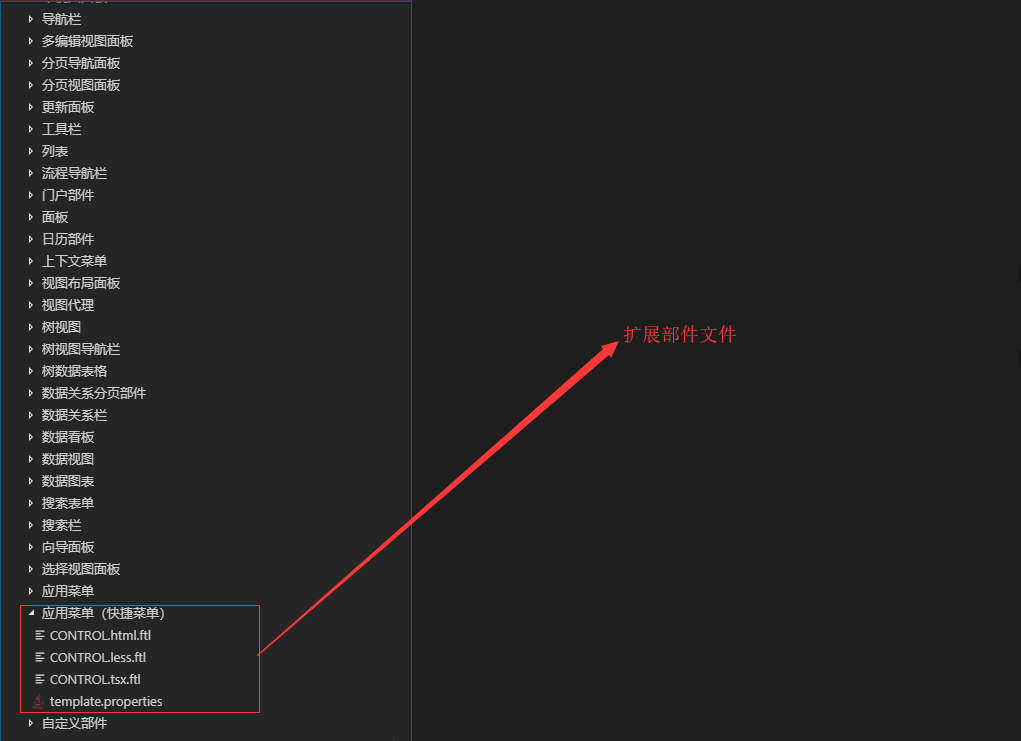 导航栏
多编辑视图面板
分页导航面板
分页视图面板
更新面板
工具栏
列表
流程导航栏
门户部件
面板
日历部件
上下文菜单
视图布局面板
视图代理
树视图
扩展部件文件
树视图导航栏
树数据表格
数据关系分页部件
数据关系栏
数据看板
数据视图
数据图表
搜索表单
搜索栏
向导面板
选择视图面板
应用菜单
应用菜单（快捷菜单）
CONTROL.html.ftl
CONTROL.less.ftl
CONTROL.tsx.ftl
template.properties
自定义部件